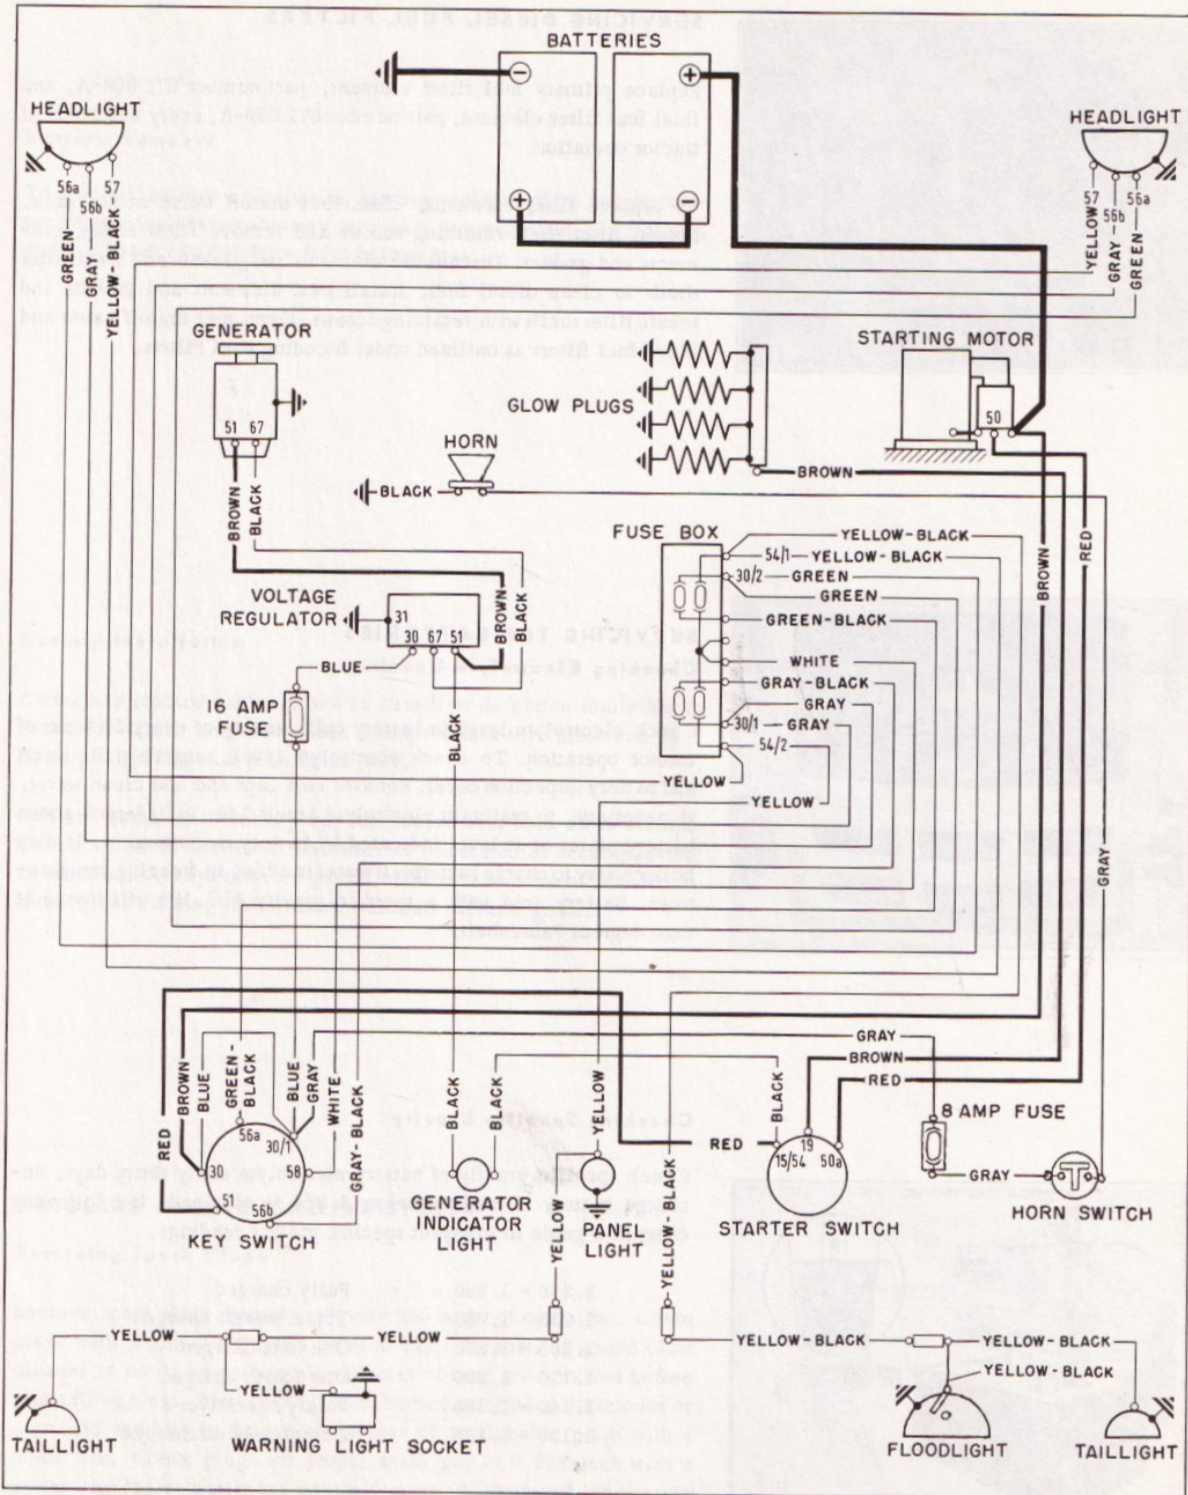 BATTERIES
HEADLIGHT
HEADLIGHT
56a
56b
57
57
56b
56a
GREEN
GRAY
YELLOW-BLACK
YELLOW
GRAY
GREEN
GENERATOR
51 67
STARTING MOTOR
50
GLOW PLUGS
HORN
BLACK
BROWN
BROWN
BLACK
FUSE BOX
YELLOW-BLACK
54/1 YELLOW-BLACK
30/2 GREEN
GREEN
GREEN-BLACK
WHITE
GRAY-BLACK
GRAY
30/1 GRAY
54/2
YELLOW
YELLOW
BROWN
RED
GRAY
VOLTAGE
REGULATOR
31
30 67 51
BROWN
BLACK
BLUE
16 AMP
FUSE
BLACK
GRAY
BROWN
RED
RED
BROWN
BLUE
GREEN-
BLACK
BLUE
GRAY
WHITE
GRAY-BLACK
BLACK
BLACK
YELLOW
YELLOW-BLACK
BLACK
56a
30/1
30
58
51
56b
KEY SWITCH
GENERATOR
INDICATOR
LIGHT
PANEL
LIGHT
YELLOW
RED
19
15/54 50a
STARTER SWITCH
8 AMP FUSE
GRAY
HORN SWITCH
YELLOW
YELLOW
YELLOW
YELLOW-BLACK
YELLOW-BLACK
YELLOW-BLACK
TAILLIGHT
WARNING LIGHT SOCKET
FLOODLIGHT
TAILLIGHT